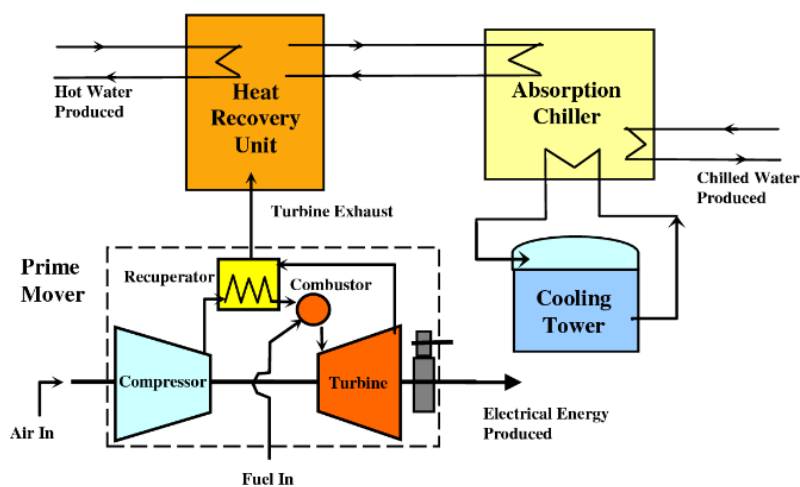 Hot Water
Produced
Heat
Recovery
Unit
Absorption
Chiller
Chilled Water
Produced
Turbine Exhaust
Prime
Mover
Recuperator
Combustor
Cooling
Tower
Compressor
Turbine
Air In
Fuel In
Electrical Energy
Produced